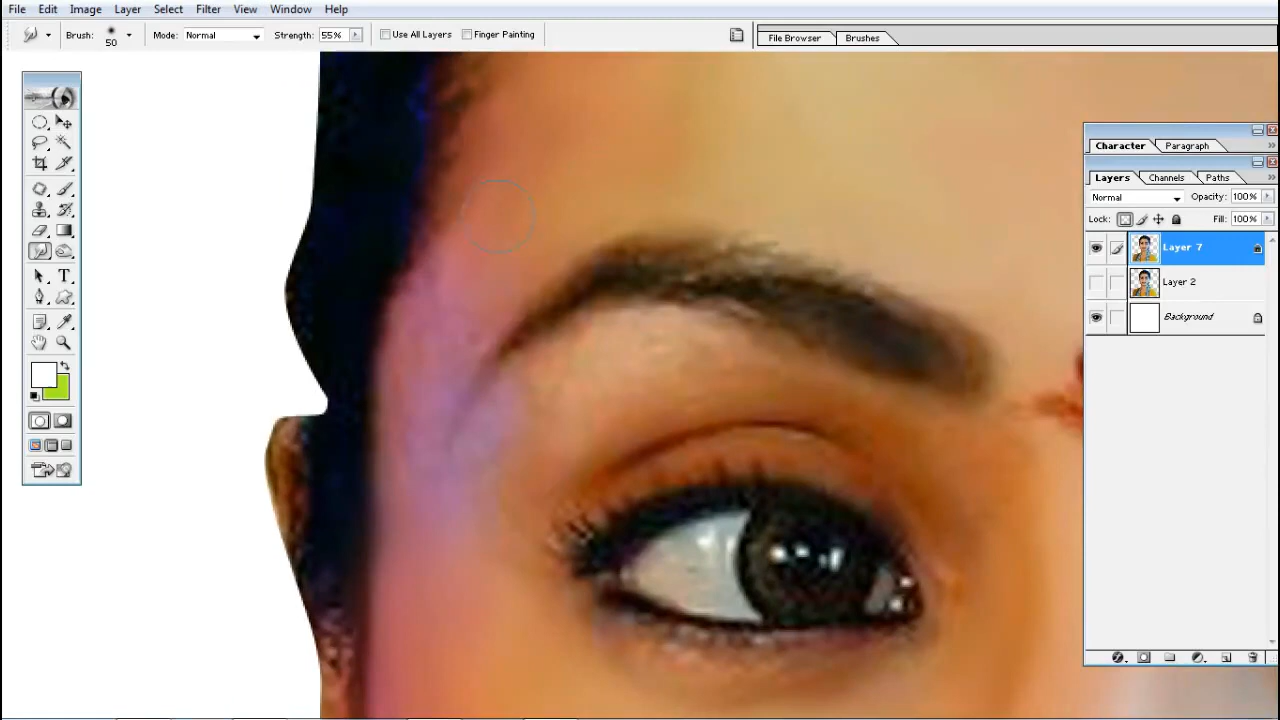 File Edit Image Layer Select Filter View Window Help
Brush: 50 Mode: Normal Strength: 55% Use All Layers Finger Painting File Browser Brushes
Character Paragraph
Layers Channels Paths
Normal Opacity: 100%
Lock: Fill: 100%
Layer 7
Layer 2
Background
T